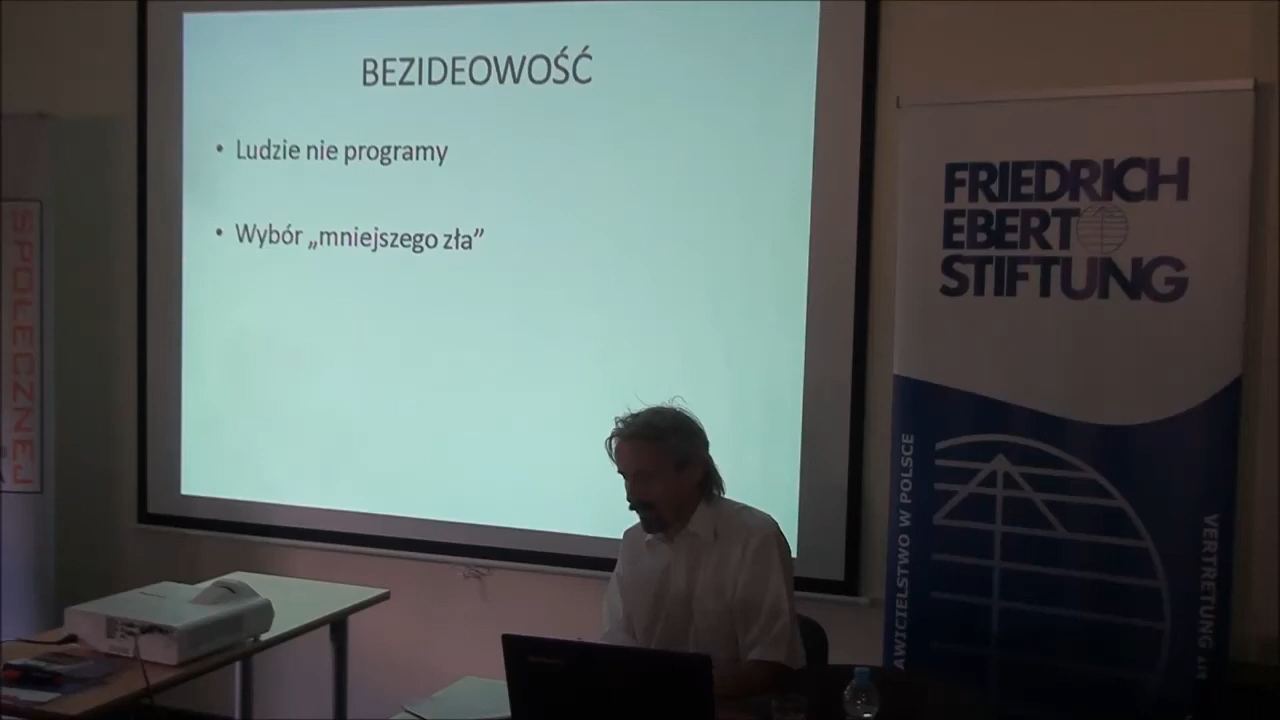 BEZIDEOWOŚĆ
• Ludzie nie programy
• Wybór „mniejszego zła”
SPOŁECZNEJ
FRIEDRICH
EBERT
STIFTUNG
AWICIELSTWO W POLSCE
VERTRETUNG